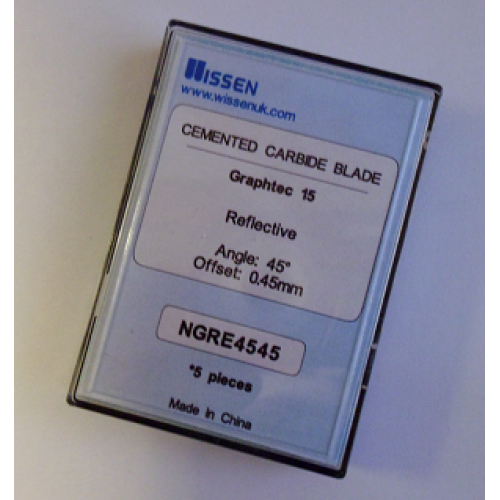 WISSEN
www.wissenuk.com
CEMENTED CARBIDE BLADE
Graphtec 15
Reflective
Angle: 45°
Offset: 0.45mm
NGRE4545
*5 pieces
Made in China